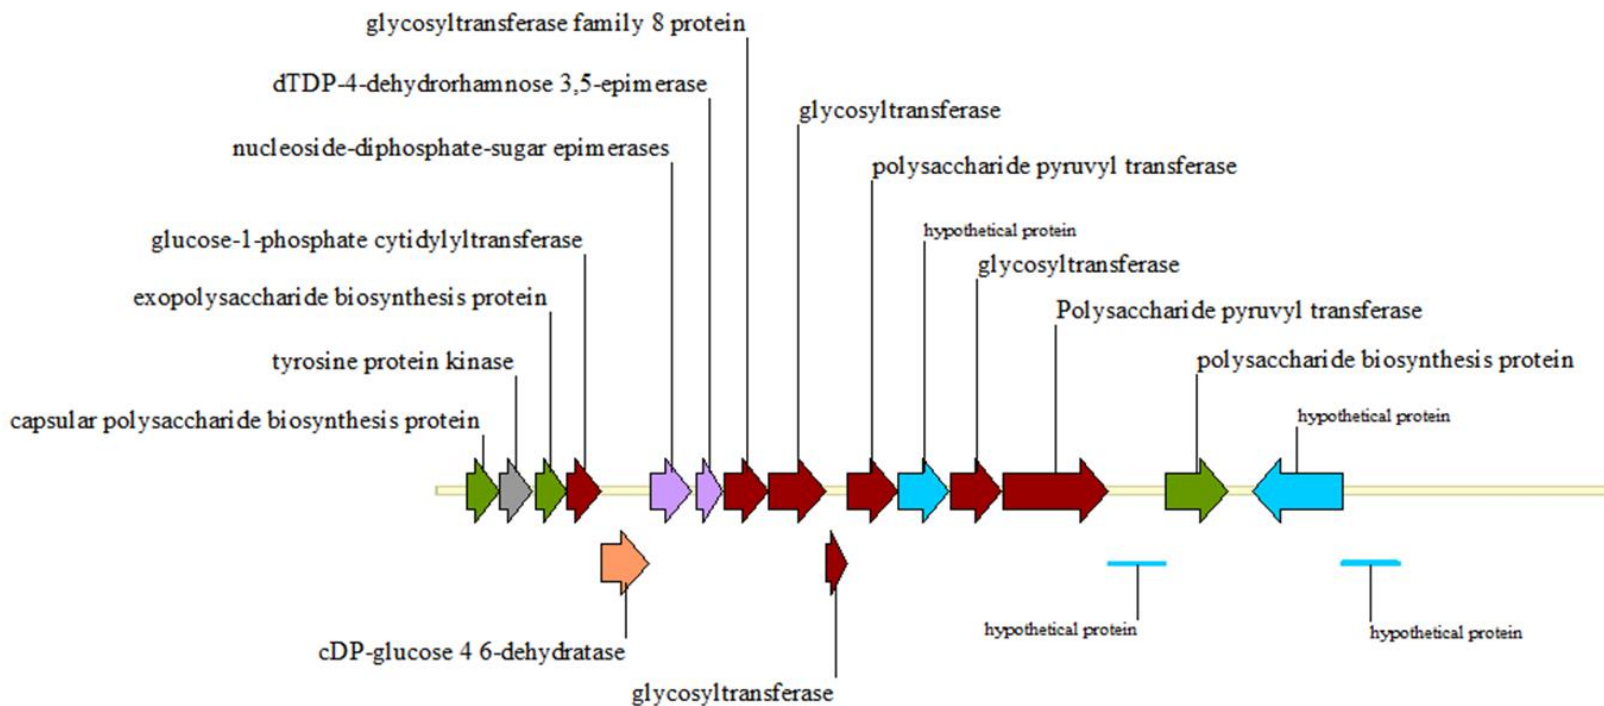 glycosyltransferase family 8 protein
dTDP-4-dehydrorhamnose 3,5-epimerase
glycosyltransferase
nucleoside-diphosphate-sugar epimerases
polysaccharide pyruvyl transferase
hypothetical protein
glucose-1-phosphate cytidylyltransferase
glycosyltransferase
exopolysaccharide biosynthesis protein
Polysaccharide pyruvyl transferase
tyrosine protein kinase
polysaccharide biosynthesis protein
capsular polysaccharide biosynthesis protein
hypothetical protein
hypothetical protein
hypothetical protein
cDP-glucose 4 6-dehydratase
glycosyltransferase